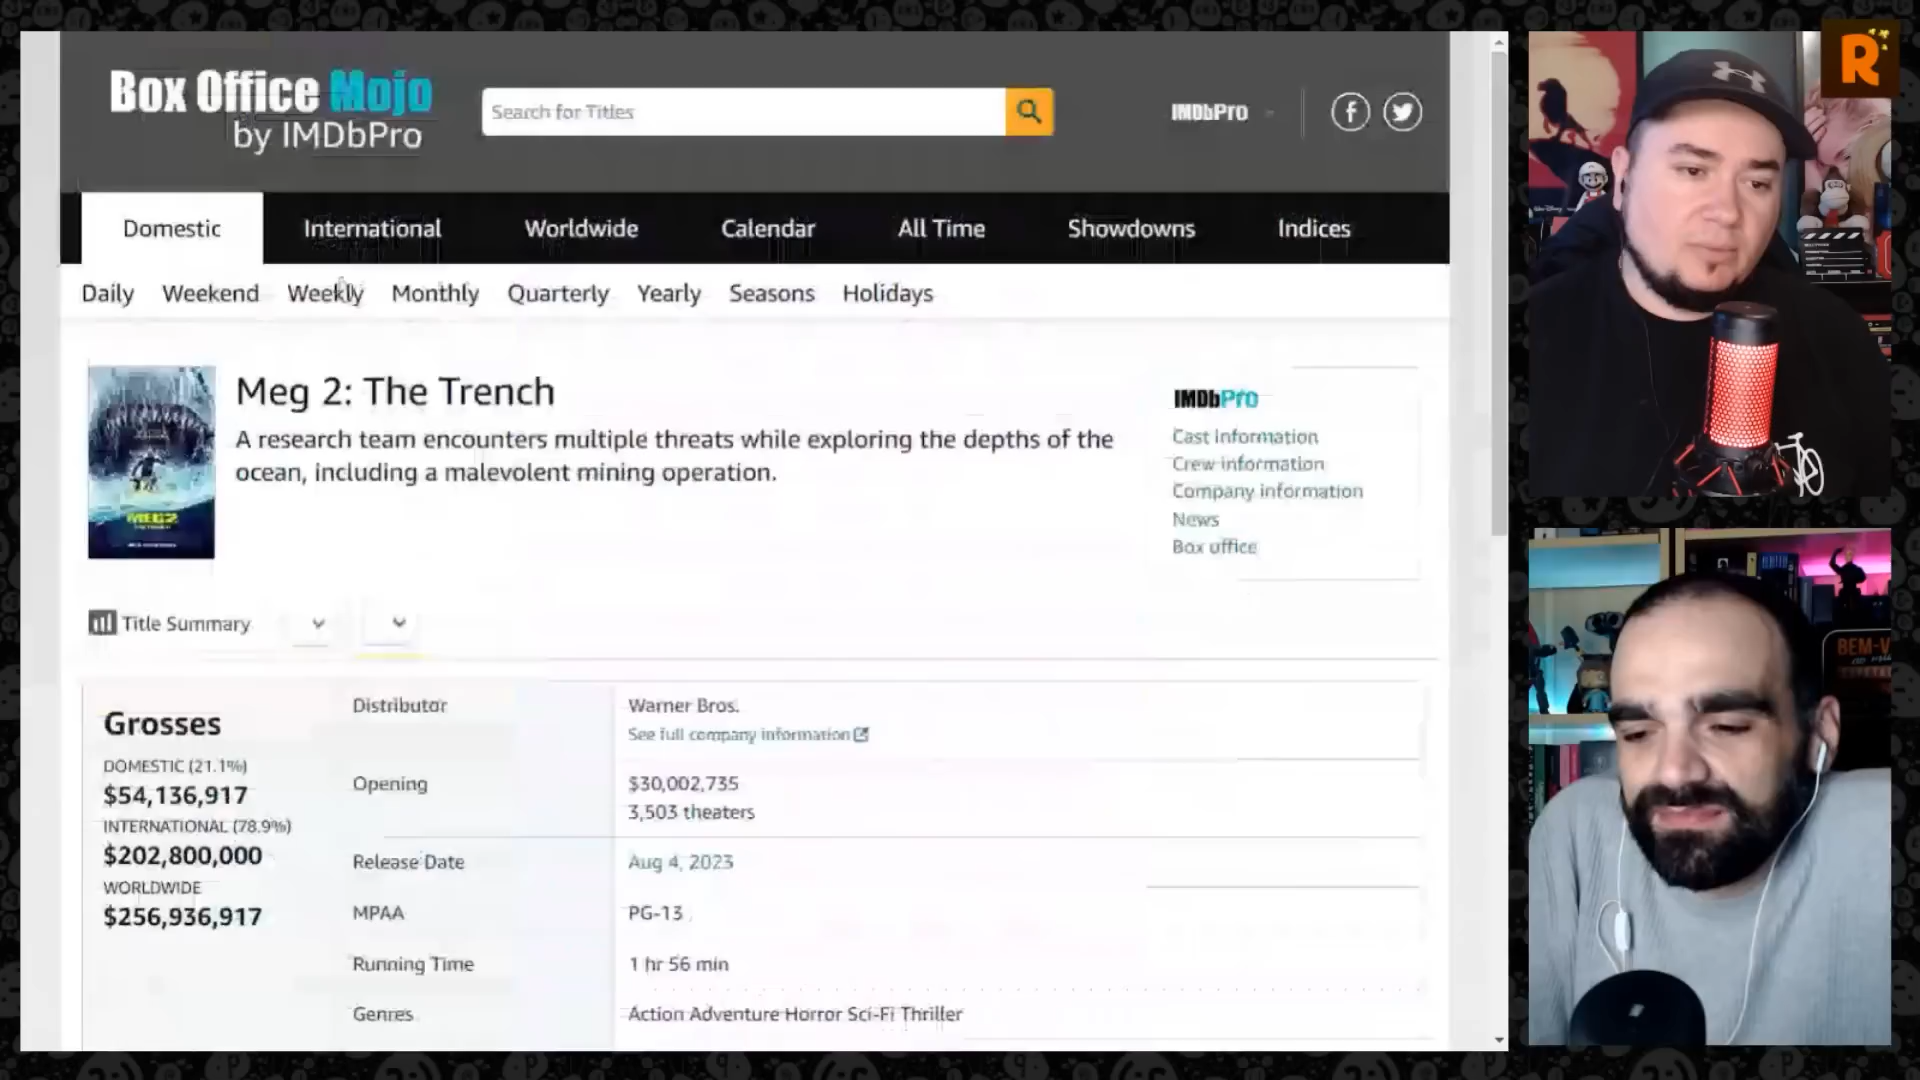 Box Office Mojo
by IMDbPro
Search for Titles
IMDbPro
R
Domestic
International
Worldwide
Calendar
All Time
Showdowns
Indices
Daily
Weekend
Weekly
Monthly
Quarterly
Yearly
Seasons
Holidays
Meg 2: The Trench
A research team encounters multiple threats while exploring the depths of the
ocean, including a malevolent mining operation.
MEG2
IMDbPro
Cast information
Crew information
Company information
News
Box office
Title Summary
Grosses
DOMESTIC (21.1%)
$54,136,917
INTERNATIONAL (78.9%)
$202,800,000
WORLDWIDE
$256,936,917
Distributor
Warner Bros.
See full company information
Opening
$30,002,735
3,503 theaters
Release Date
Aug 4, 2023
MPAA
PG-13
Running Time
1 hr 56 min
Genres
Action Adventure Horror Sci-Fi Thriller
BEM-V